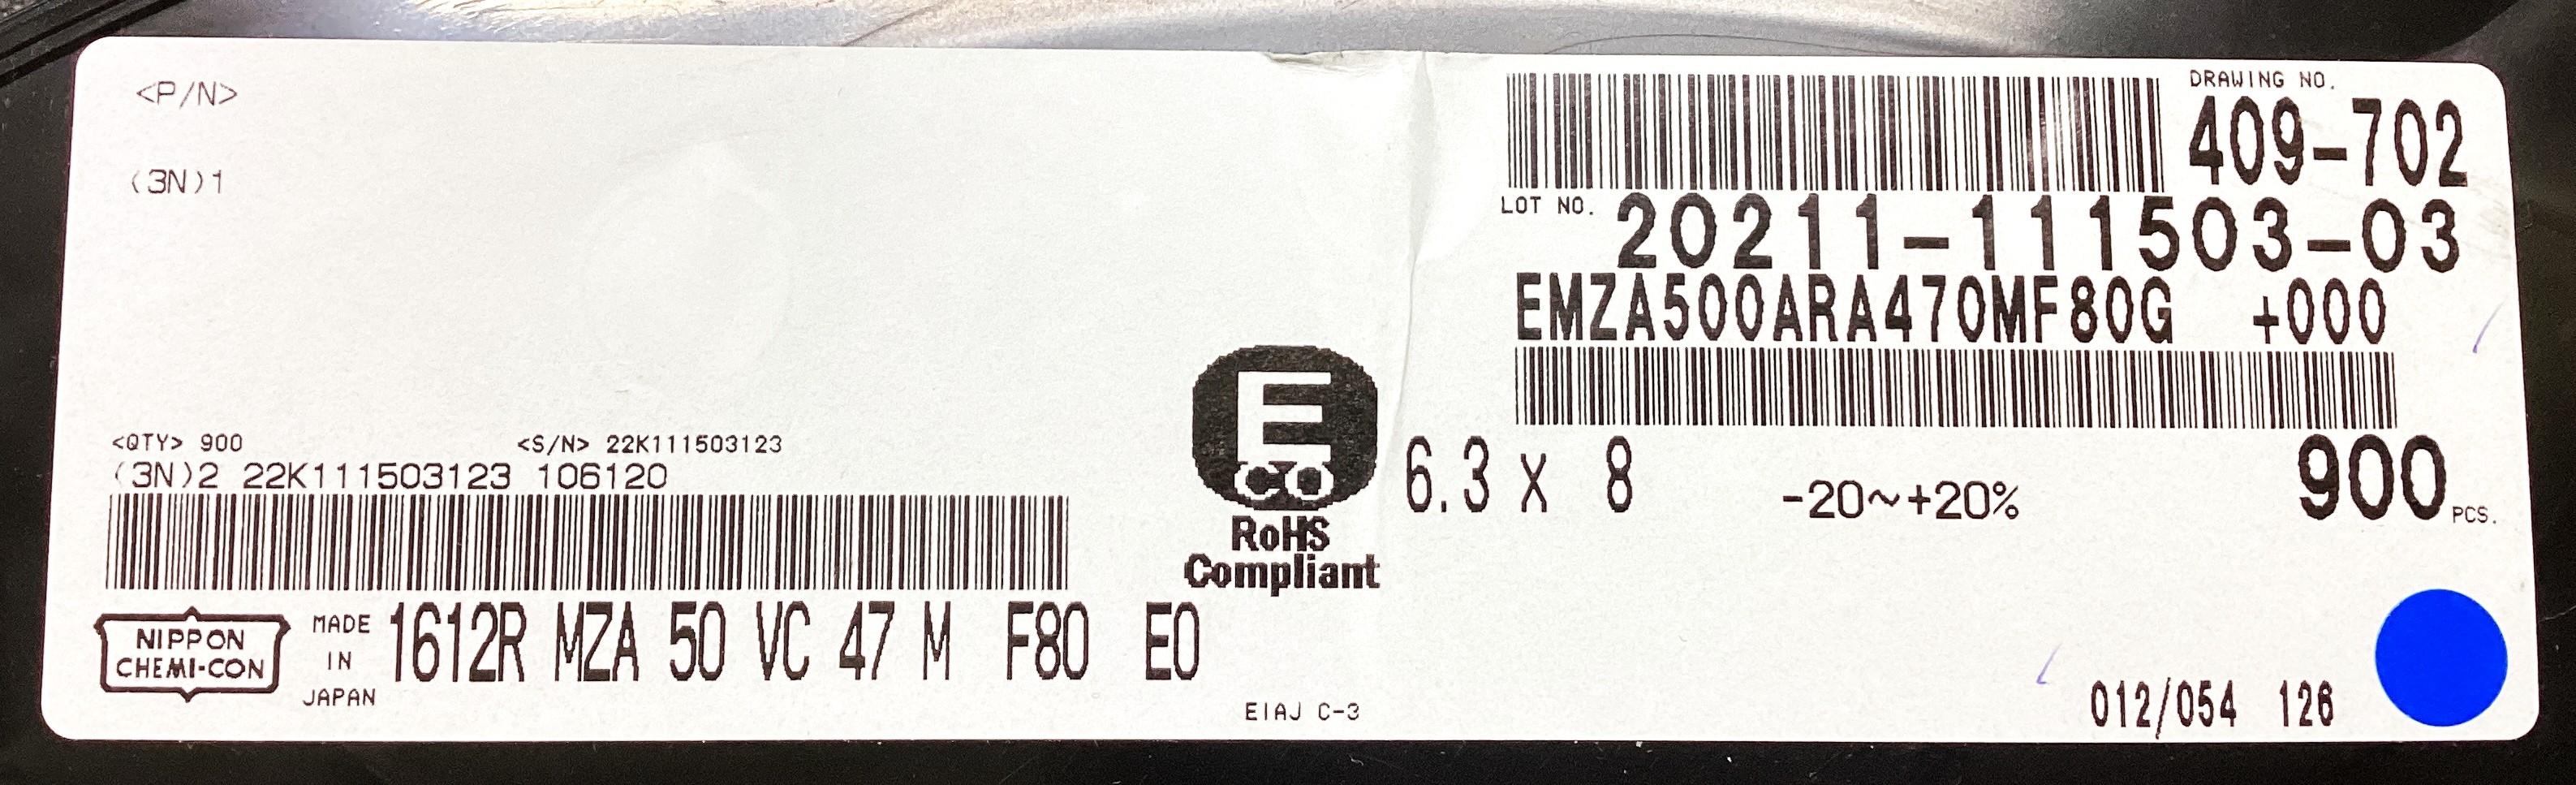 <P/N>
(3N)1
<QTY> 900 <S/N> 22K111503123
(3N)2 22K111503123 106120
NIPPON
CHEMI-CON
MADE
IN
JAPAN
1612R MZA 50 VC 47 M F80 E0
EIAJ C-3
E
CO
RoHS
Compliant
DRAWING NO.
409-702
LOT NO. 20211-111503-03
EMZA500ARA470MF80G +000
6.3 x 8 -20~+20% 900 PCS.
012/054 126